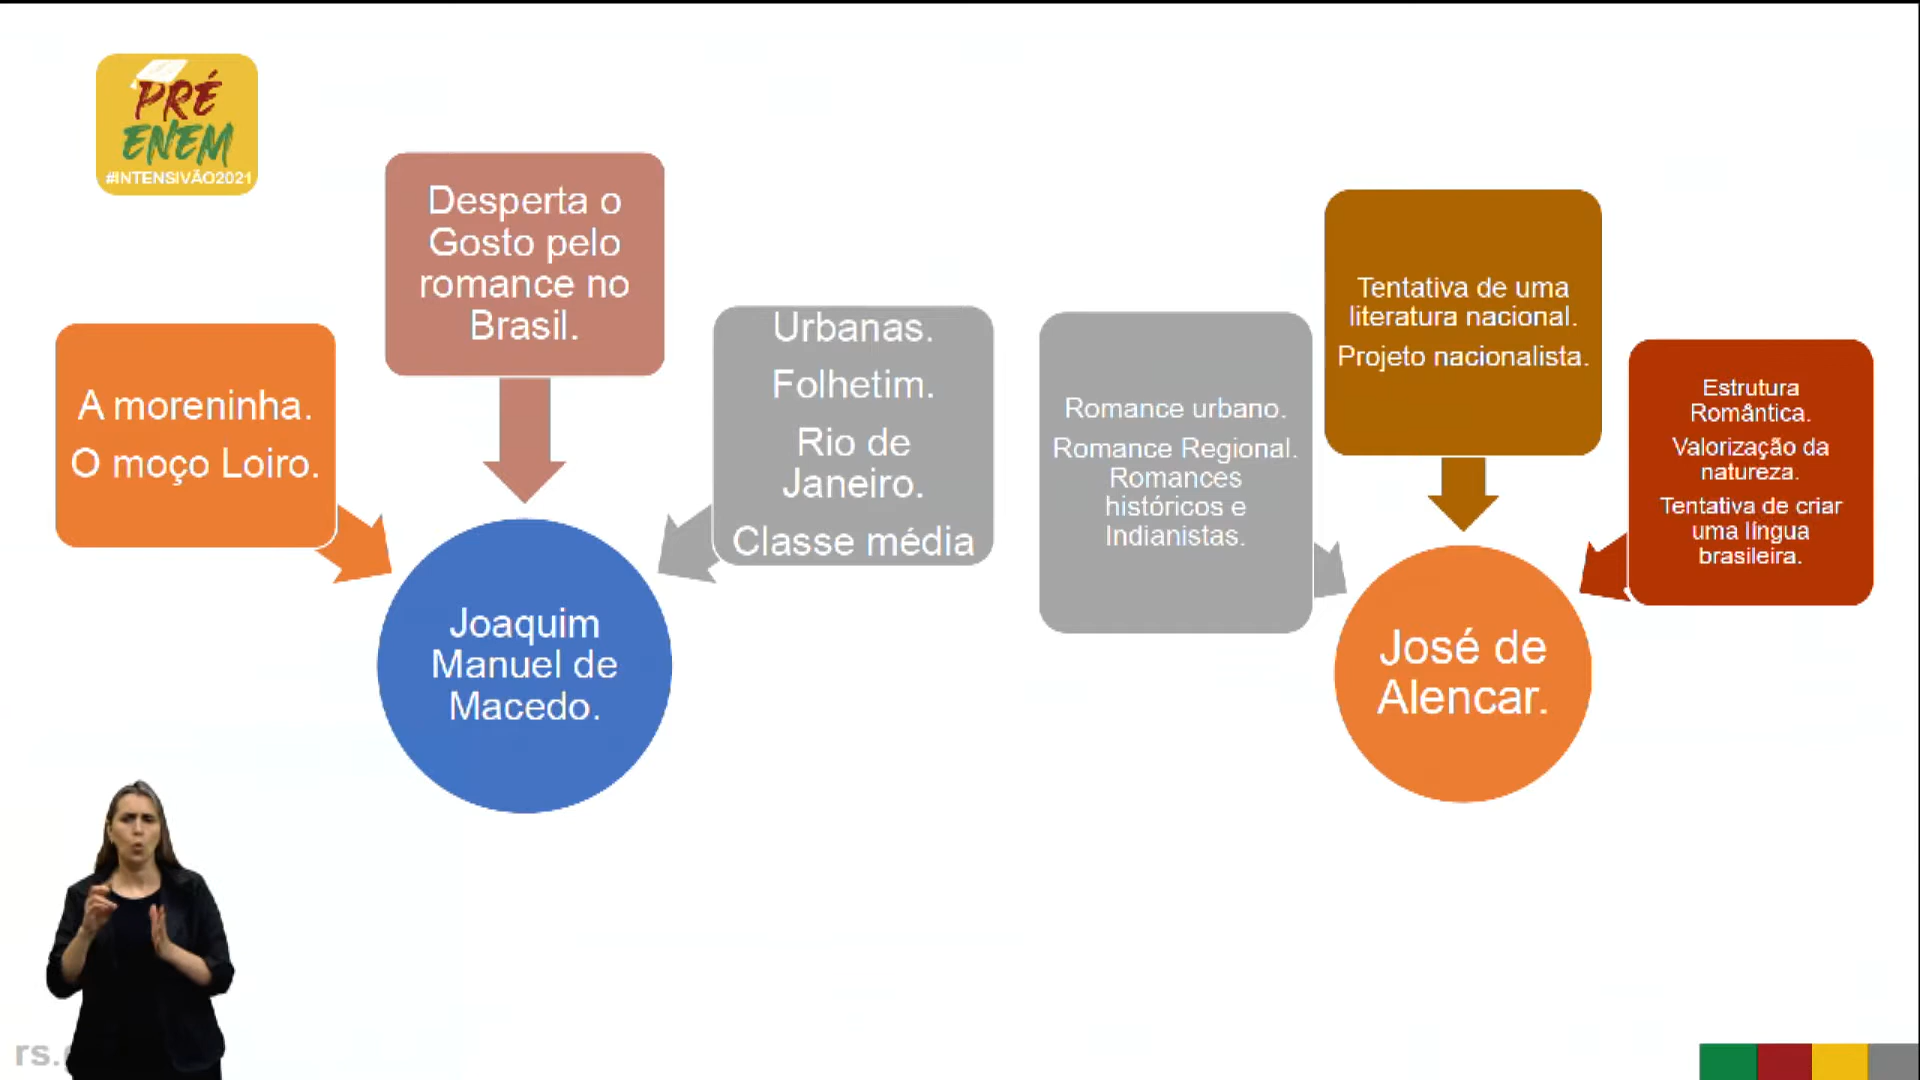 PRÉ
ENEM
#INTENSIVÃO2021
Desperta o
Gosto pelo
romance no
Brasil.
A moreninha.
O moço Loiro.
Urbanas.
Folhetim.
Rio de
Janeiro.
Classe média
Joaquim
Manuel de
Macedo.
Romance urbano.
Romance Regional.
Romances
históricos e
Indianistas.
Tentativa de uma
literatura nacional.
Projeto nacionalista.
Estrutura
Romântica.
Valorização da
natureza.
Tentativa de criar
uma língua
brasileira.
José de
Alencar.
rs.